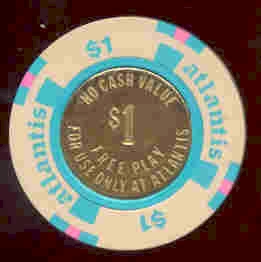 $1
atlantis
$1
atlantis
NO CASH VALUE
$1
FREE PLAY
FOR USE ONLY AT ATLANTIS